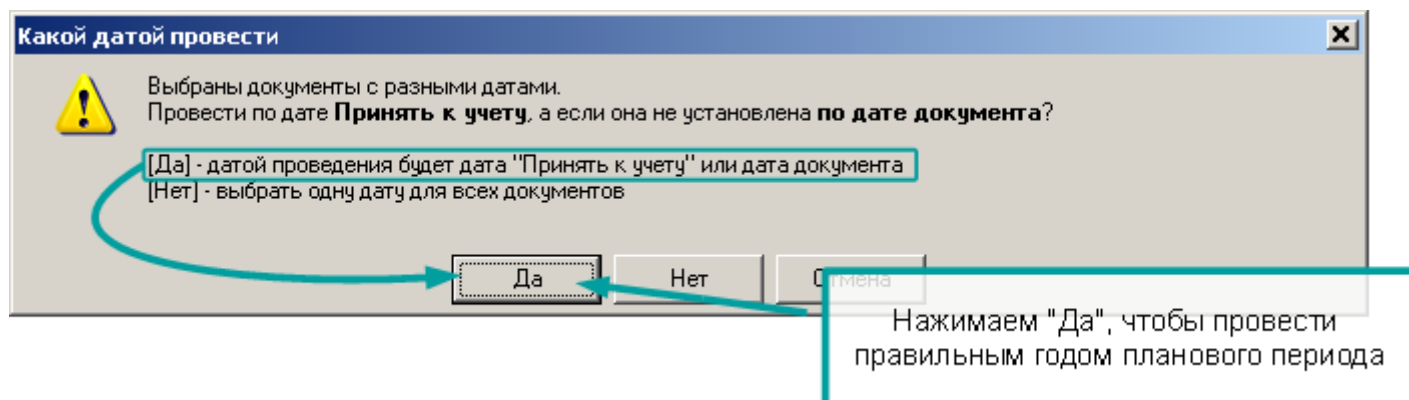 Какой датой провести
Выбраны документы с разными датами.
Провести по дате Принять к учету, а если она не установлена по дате документа?
[Да] - датой проведения будет дата "Принять к учету" или дата документа
[Нет] - выбрать одну дату для всех документов
Да
Нет
Отмена
Нажимаем "Да", чтобы провести
правильным годом планового периода